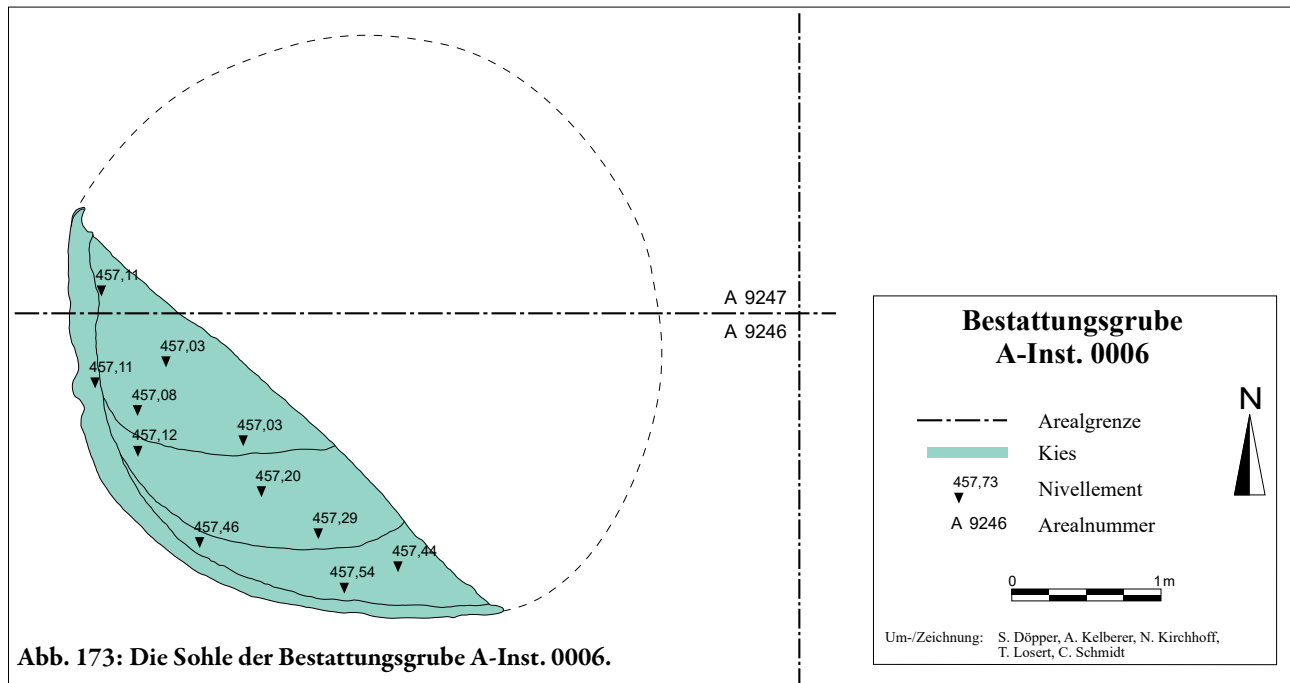 A 9247
A 9246
457,11
457,03
457,11
457,08
457,12
457,03
457,20
457,29
457,46
457,44
457,54
Abb. 173: Die Sohle der Bestattungsgrube A-Inst. 0006.
Bestattungsgrube
A-Inst. 0006
N
Arealgrenze
Kies
457,73
Nivellement
A 9246 Arealnummer
0 1 m
Um-/Zeichnung: S. Döpper, A. Kelberer, N. Kirchhoff,
T. Losert, C. Schmidt